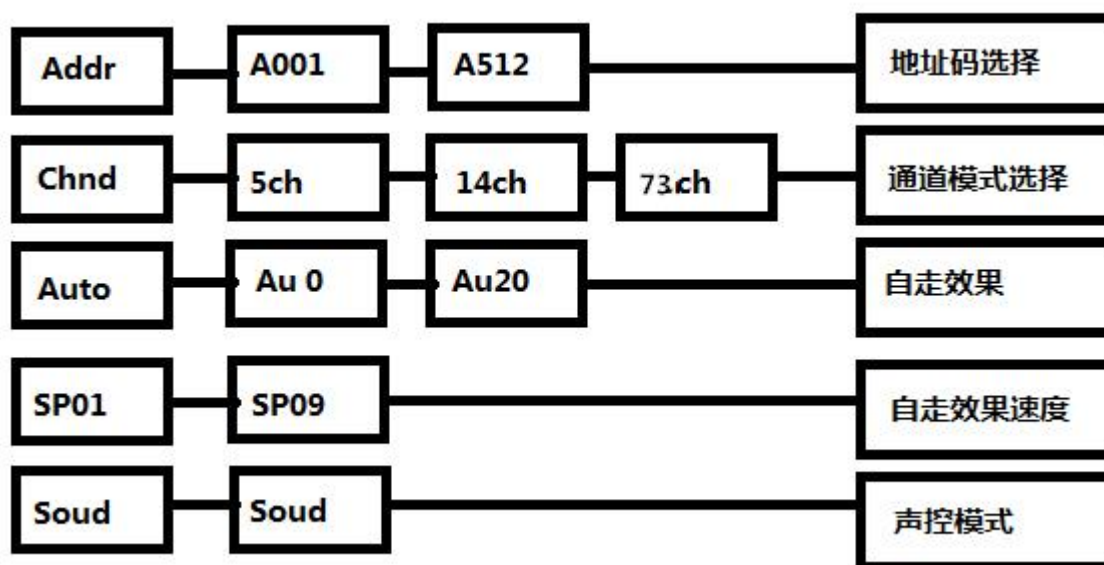 Addr A001 A512 地址码选择
Chnd 5ch 14ch 73.ch 通道模式选择
Auto Au 0 Au20 自走效果
SP01 SP09 自走效果速度
Soud Soud 声控模式